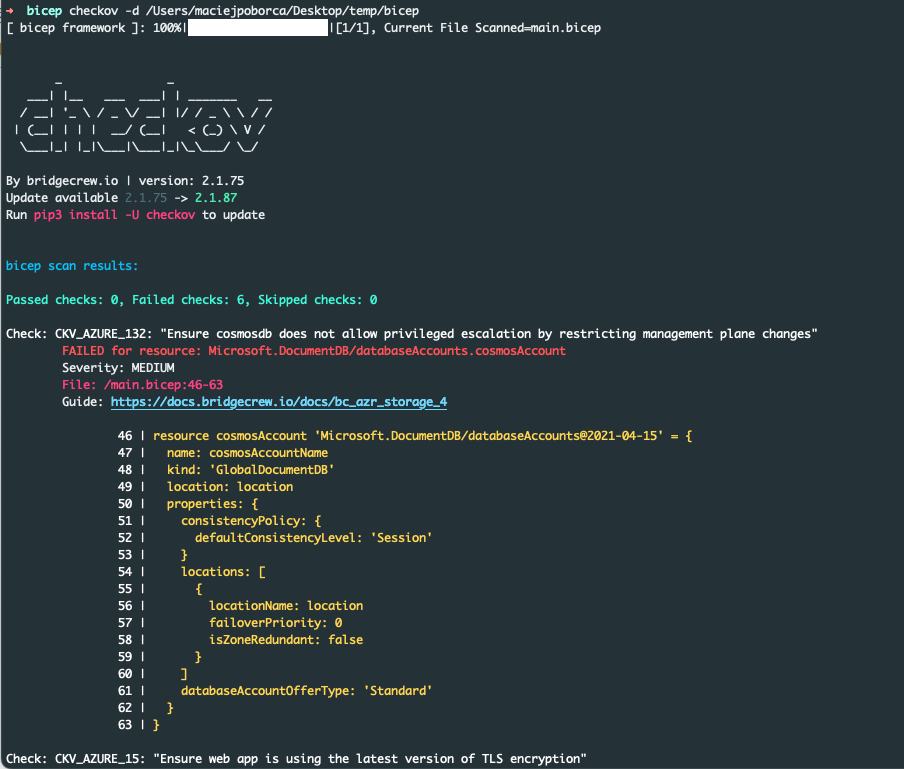 ➜  bicep checkov -d /Users/maciejpoborca/Desktop/temp/bicep
[ bicep framework ]: 100%|████████████████████|[1/1], Current File Scanned=main.bicep
       _               _
   ___| |__   ___  ___| | _______   __
  / __| '_ \ / _ \/ __| |/ / _ \ \ / /
 | (__| | | |  __/ (__|   < (_) \ V /
  \___|_| |_|\___|\___|_|\_\___/ \_/
By bridgecrew.io | version: 2.1.75
Update available 2.1.75 -> 2.1.87
Run pip3 install -U checkov to update
bicep scan results:
Passed checks: 0, Failed checks: 6, Skipped checks: 0
Check: CKV_AZURE_132: "Ensure cosmosdb does not allow privileged escalation by restricting management plane changes"
        FAILED for resource: Microsoft.DocumentDB/databaseAccounts.cosmosAccount
        Severity: MEDIUM
        File: /main.bicep:46-63
        Guide: https://docs.bridgecrew.io/docs/bc_azr_storage_4
                46 | resource cosmosAccount 'Microsoft.DocumentDB/databaseAccounts@2021-04-15' = {
                47 |   name: cosmosAccountName
                48 |   kind: 'GlobalDocumentDB'
                49 |   location: location
                50 |   properties: {
                51 |     consistencyPolicy: {
                52 |       defaultConsistencyLevel: 'Session'
                53 |     }
                54 |     locations: [
                55 |       {
                56 |         locationName: location
                57 |         failoverPriority: 0
                58 |         isZoneRedundant: false
                59 |       }
                60 |     ]
                61 |     databaseAccountOfferType: 'Standard'
                62 |   }
                63 | }
Check: CKV_AZURE_15: "Ensure web app is using the latest version of TLS encryption"